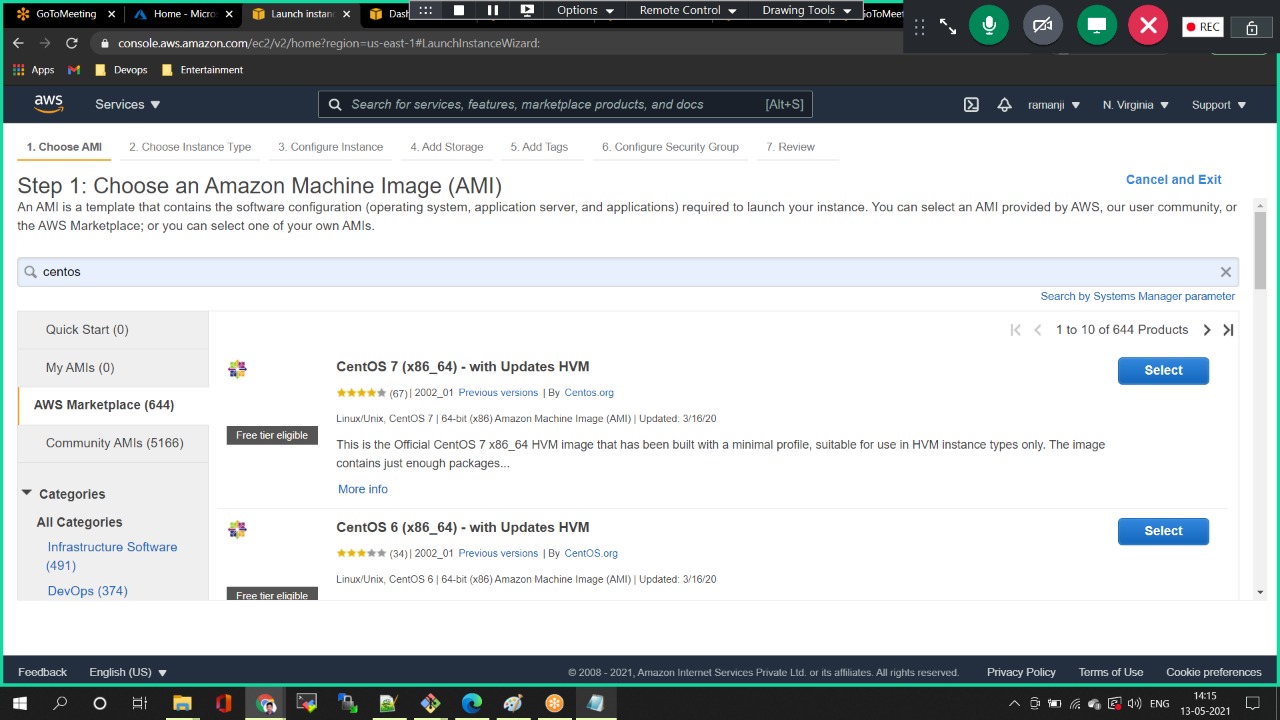 GoToMeeting
Home - Micros
Launch instanc
Dash
Options
Remote Control
Drawing Tools
GoToMeet
REC
console.aws.amazon.com/ec2/v2/home?region=us-east-1#LaunchInstanceWizard:
Apps
Devops
Entertainment
aws
Services
Search for services, features, marketplace products, and docs
[Alt+S]
ramanji
N. Virginia
Support
1. Choose AMI
2. Choose Instance Type
3. Configure Instance
4. Add Storage
5. Add Tags
6. Configure Security Group
7. Review
Step 1: Choose an Amazon Machine Image (AMI)
Cancel and Exit
An AMI is a template that contains the software configuration (operating system, application server, and applications) required to launch your instance. You can select an AMI provided by AWS, our user community, or
the AWS Marketplace; or you can select one of your own AMIs.
centos
Search by Systems Manager parameter
Quick Start (0)
My AMIs (0)
AWS Marketplace (644)
Community AMIs (5166)
Categories
All Categories
Infrastructure Software
(491)
DevOps (374)
1 to 10 of 644 Products
CentOS 7 (x86_64) - with Updates HVM
Select
(67) | 2002_01 Previous versions | By Centos.org
Linux/Unix, CentOS 7 | 64-bit (x86) Amazon Machine Image (AMI) | Updated: 3/16/20
Free tier eligible
This is the Official CentOS 7 x86_64 HVM image that has been built with a minimal profile, suitable for use in HVM instance types only. The image
contains just enough packages...
More info
CentOS 6 (x86_64) - with Updates HVM
Select
(34) | 2002_01 Previous versions | By CentOS.org
Linux/Unix, CentOS 6 | 64-bit (x86) Amazon Machine Image (AMI) | Updated: 3/16/20
Free tier eligible
Feedback
English (US)
© 2008 - 2021, Amazon Internet Services Private Ltd. or its affiliates. All rights reserved.
Privacy Policy
Terms of Use
Cookie preferences
ENG
14:15
13-05-2021